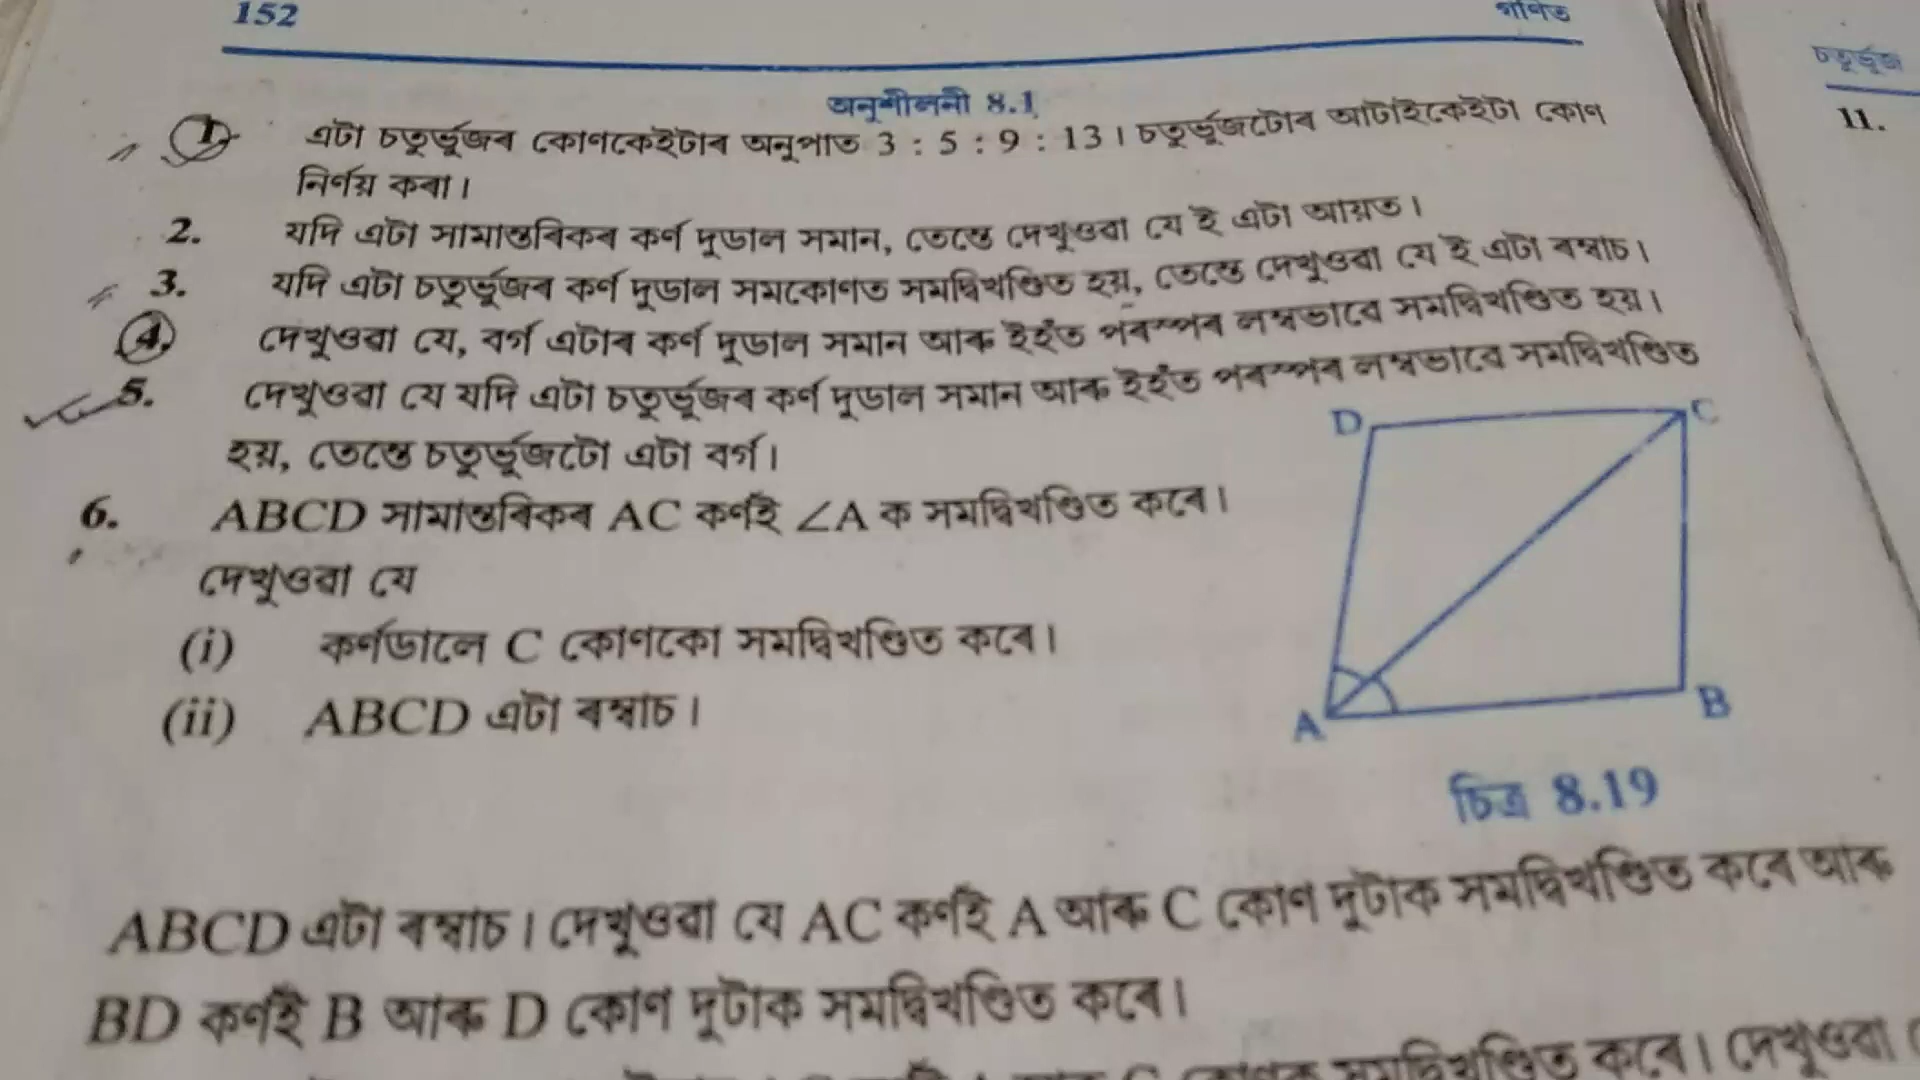 152
গণিত
চতুৰ্ভূজ
অনুশীলনী 8.1
11.
1. এটা চতুৰ্ভূজৰ কোণকেইটাৰ অনুপাত 3 : 5 : 9 : 13। চতুৰ্ভূজটোৰ আটাইকেইটা কোণ
নিৰ্ণয় কৰা।
2. যদি এটা সামান্তৰিকৰ কৰ্ণ দুডাল সমান, তেন্তে দেখুওৱা যে ই এটা আয়ত।
3. যদি এটা চতুৰ্ভূজৰ কৰ্ণ দুডাল সমকোণত সমদ্বিখণ্ডিত হয়, তেন্তে দেখুওৱা যে ই এটা ৰম্বাচ।
4. দেখুওৱা যে, বৰ্গ এটাৰ কৰ্ণ দুডাল সমান আৰু ইহঁত পৰস্পৰ লম্বভাবে সমদ্বিখণ্ডিত হয়।
5. দেখুওৱা যে যদি এটা চতুৰ্ভূজৰ কৰ্ণ দুডাল সমান আৰু ইহঁত পৰস্পৰ লম্বভাবে সমদ্বিখণ্ডিত
হয়, তেন্তে চতুৰ্ভূজটো এটা বৰ্গ।
6. ABCD সামান্তৰিকৰ AC কৰ্ণই ∠A ক সমদ্বিখণ্ডিত কৰে।
দেখুওৱা যে
(i) কৰ্ণডালে C কোণকো সমদ্বিখণ্ডিত কৰে।
(ii) ABCD এটা ৰম্বাচ।
D C
A B
চিত্ৰ 8.19
ABCD এটা ৰম্বাচ। দেখুওৱা যে AC কৰ্ণই A আৰু C কোণ দুটাক সমদ্বিখণ্ডিত কৰে আৰু
BD কৰ্ণই B আৰু D কোণ দুটাক সমদ্বিখণ্ডিত কৰে।
সমদ্বিখণ্ডিত কৰে। দেখুওৱা